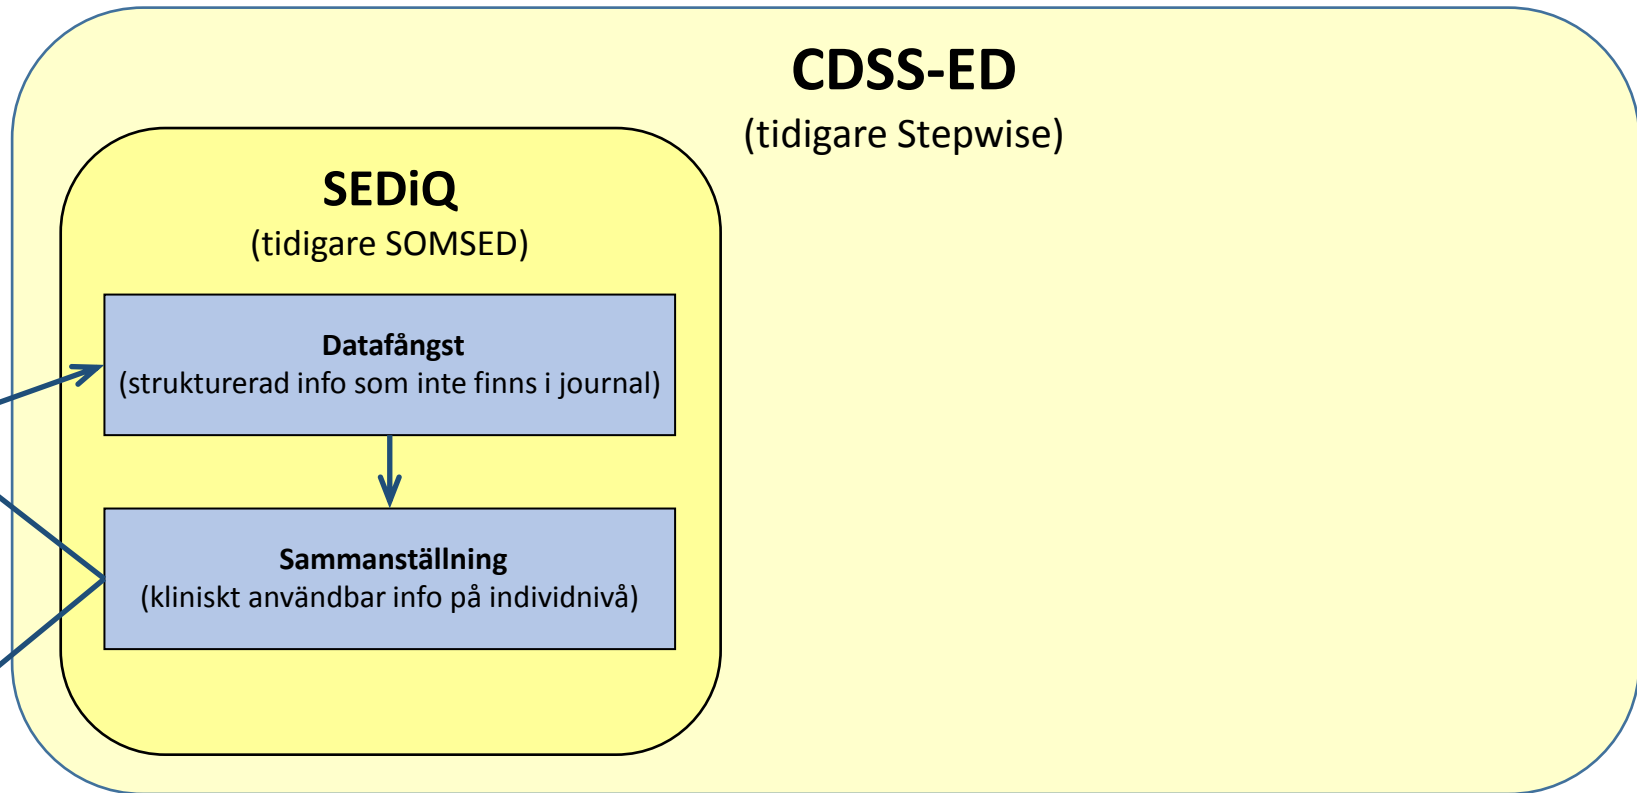 CDSS-ED
(tidigare Stepwise)
SEDiQ
(tidigare SOMSED)
Datafångst
(strukturerad info som inte finns i journal)
Sammanställning
(kliniskt användbar info på individnivå)